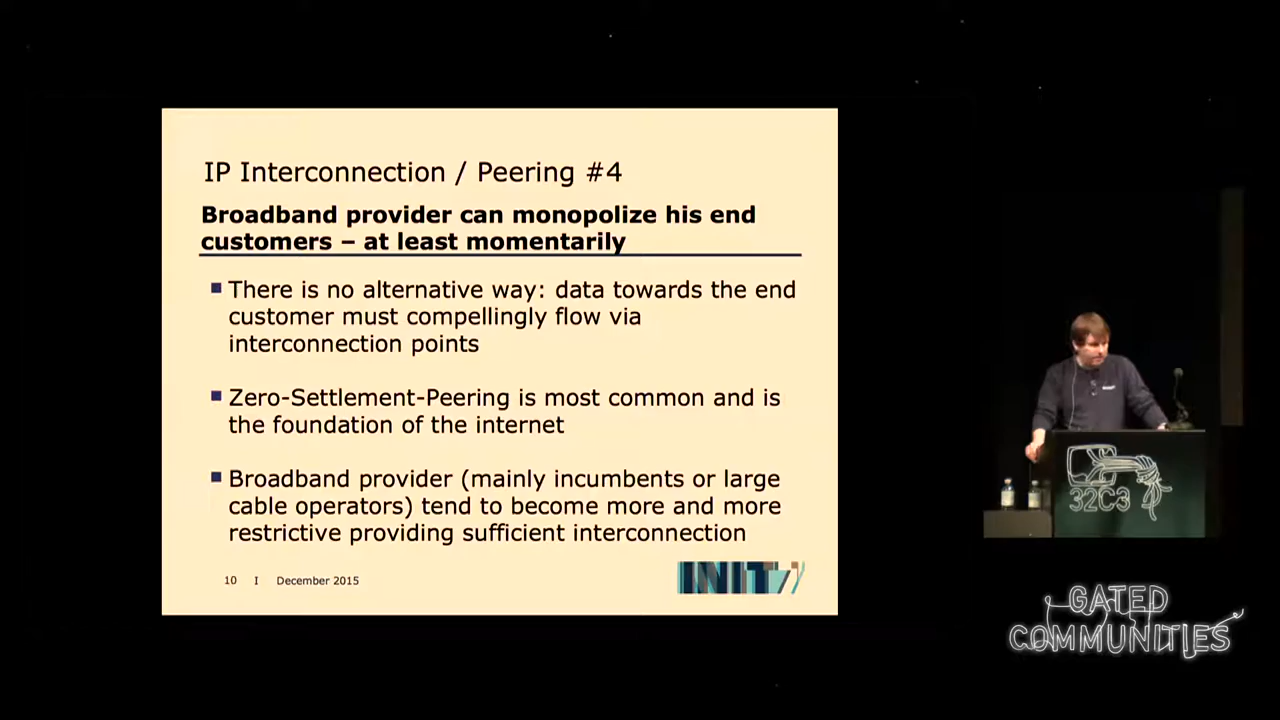 IP Interconnection / Peering #4
Broadband provider can monopolize his end
customers – at least momentarily
There is no alternative way: data towards the end
customer must compellingly flow via
interconnection points
Zero-Settlement-Peering is most common and is
the foundation of the internet
Broadband provider (mainly incumbents or large
cable operators) tend to become more and more
restrictive providing sufficient interconnection
10 I December 2015
INIT7
32C3
GATED
COMMUNITIES